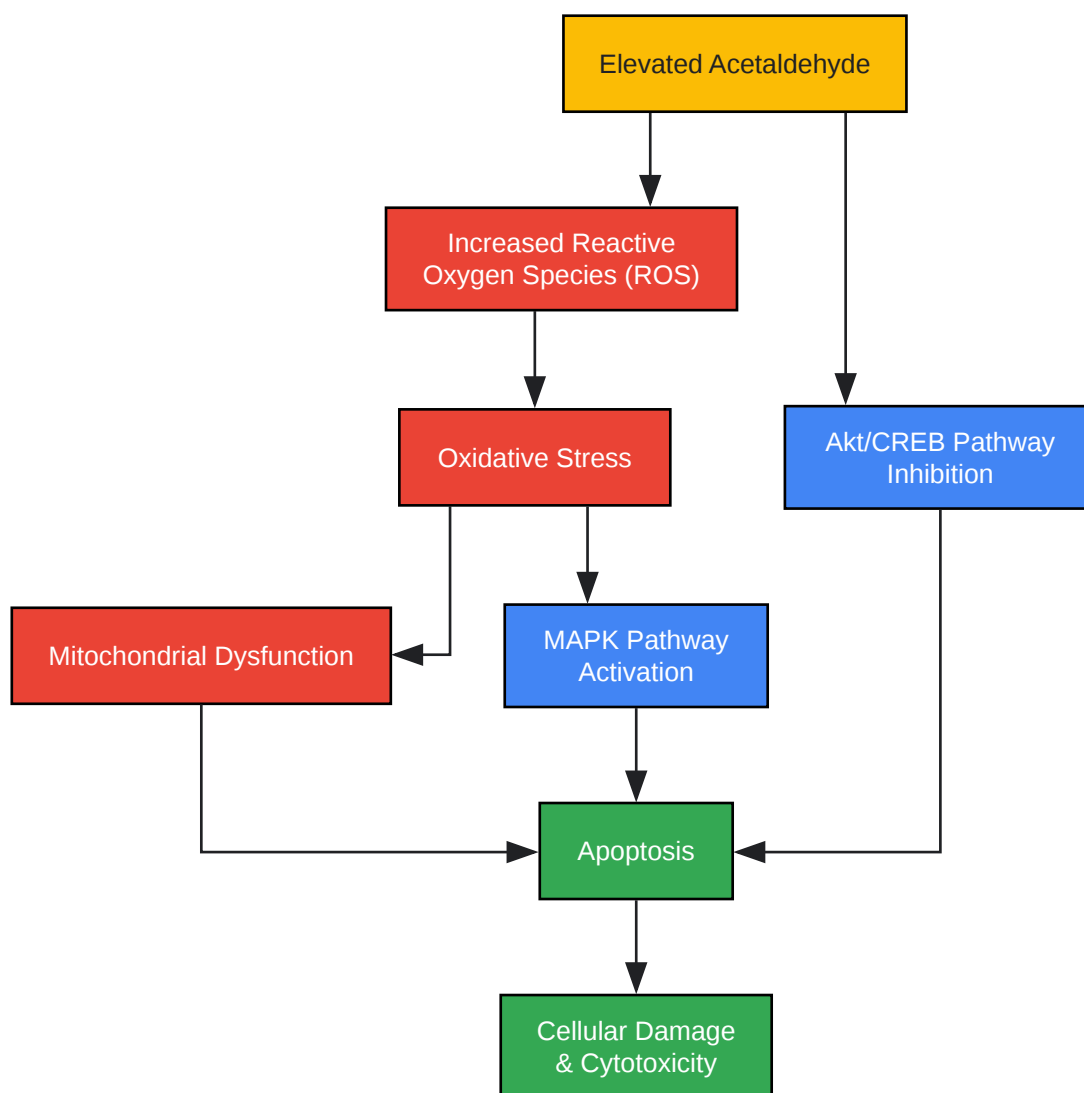 Elevated Acetaldehyde
Increased Reactive
Oxygen Species (ROS)
Oxidative Stress
Akt/CREB Pathway
Inhibition
Mitochondrial Dysfunction
MAPK Pathway
Activation
Apoptosis
Cellular Damage
& Cytotoxicity